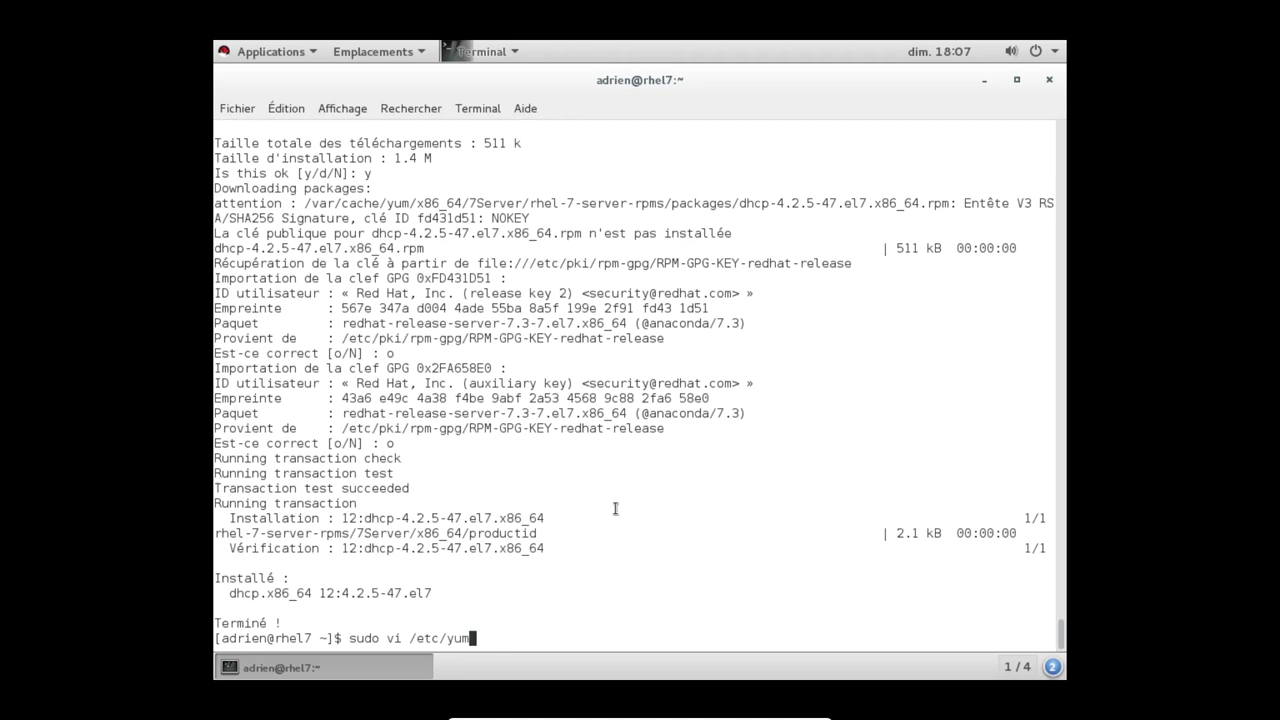 Applications
Emplacements
Terminal
dim. 18:07
adrien@rhel7:~
Fichier Édition Affichage Rechercher Terminal Aide
Taille totale des téléchargements : 511 k
Taille d'installation : 1.4 M
Is this ok [y/d/N]: y
Downloading packages:
attention : /var/cache/yum/x86_64/7Server/rhel-7-server-rpms/packages/dhcp-4.2.5-47.el7.x86_64.rpm: Entête V3 RS
A/SHA256 Signature, clé ID fd431d51: NOKEY
La clé publique pour dhcp-4.2.5-47.el7.x86_64.rpm n'est pas installée
dhcp-4.2.5-47.el7.x86_64.rpm | 511 kB 00:00:00
Récupération de la clé à partir de file:///etc/pki/rpm-gpg/RPM-GPG-KEY-redhat-release
Importation de la clef GPG 0xFD431D51 :
ID utilisateur : « Red Hat, Inc. (release key 2) <security@redhat.com> »
Empreinte : 567e 347a d004 4ade 55ba 8a5f 199e 2f91 fd43 1d51
Paquet : redhat-release-server-7.3-7.el7.x86_64 (@anaconda/7.3)
Provient de : /etc/pki/rpm-gpg/RPM-GPG-KEY-redhat-release
Est-ce correct [o/N] : o
Importation de la clef GPG 0x2FA658E0 :
ID utilisateur : « Red Hat, Inc. (auxiliary key) <security@redhat.com> »
Empreinte : 43a6 e49c 4a38 f4be 9abf 2a53 4568 9c88 2fa6 58e0
Paquet : redhat-release-server-7.3-7.el7.x86_64 (@anaconda/7.3)
Provient de : /etc/pki/rpm-gpg/RPM-GPG-KEY-redhat-release
Est-ce correct [o/N] : o
Running transaction check
Running transaction test
Transaction test succeeded
Running transaction
Installation : 12:dhcp-4.2.5-47.el7.x86_64 1/1
rhel-7-server-rpms/7Server/x86_64/productid | 2.1 kB 00:00:00
Vérification : 12:dhcp-4.2.5-47.el7.x86_64 1/1
Installé :
dhcp.x86_64 12:4.2.5-47.el7
Terminé !
[adrien@rhel7 ~]$ sudo vi /etc/yum
adrien@rhel7:~
1 / 4
2